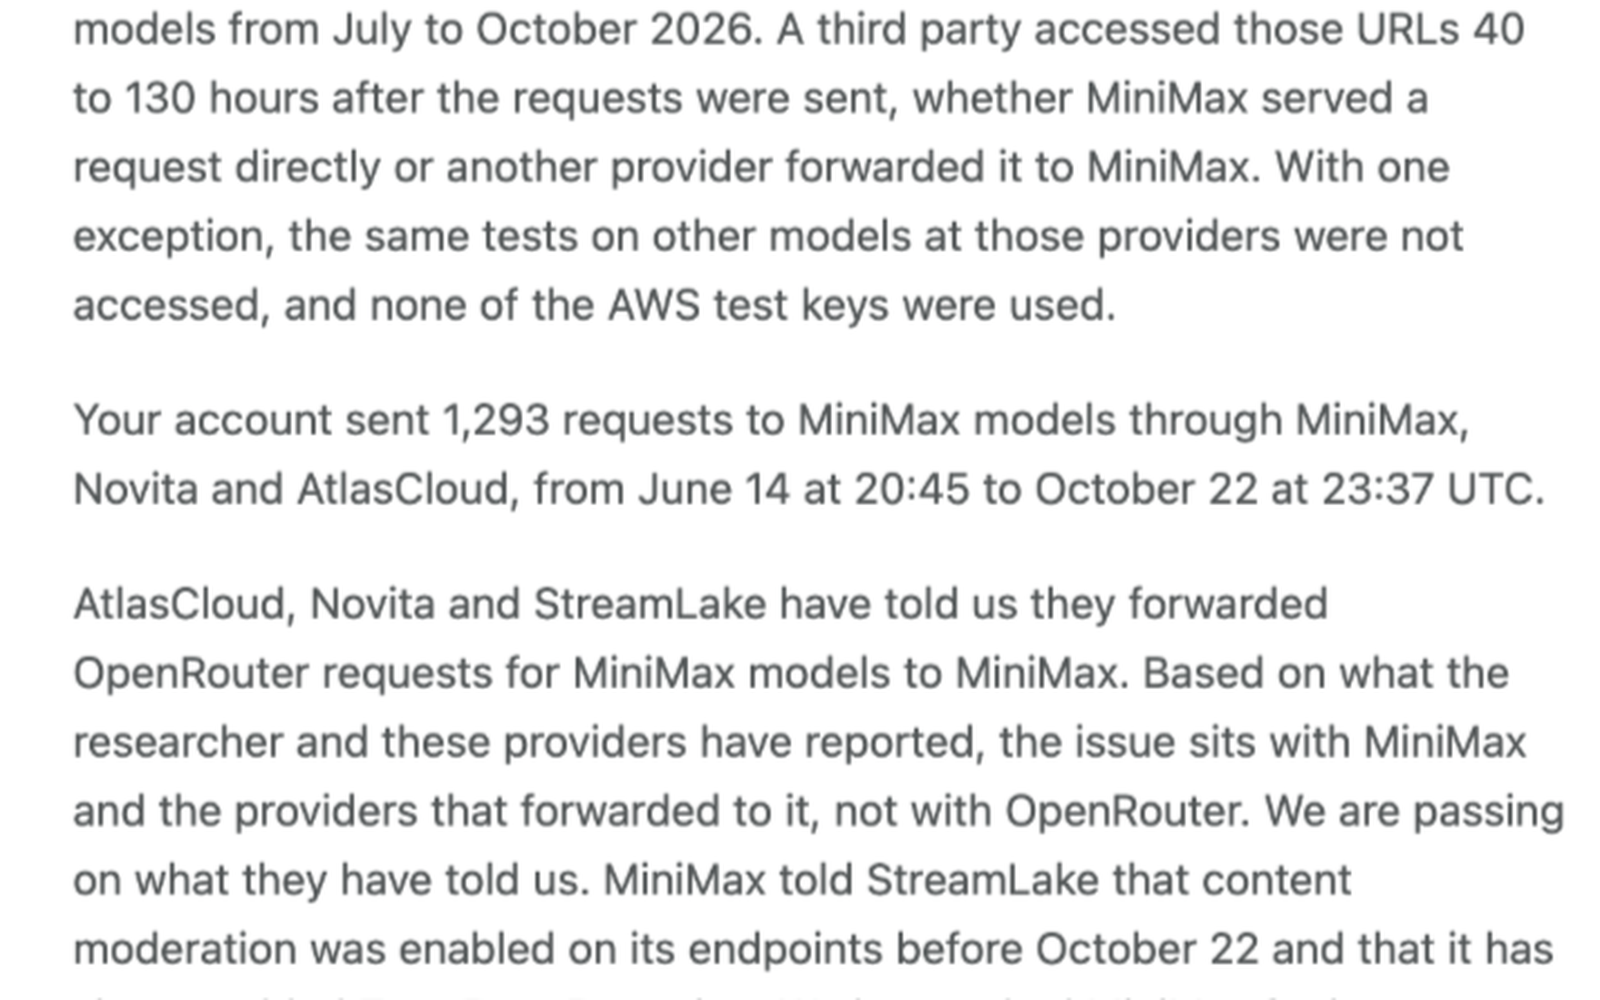 models from July to October 2026. A third party accessed those URLs 40
to 130 hours after the requests were sent, whether MiniMax served a
request directly or another provider forwarded it to MiniMax. With one
exception, the same tests on other models at those providers were not
accessed, and none of the AWS test keys were used.
Your account sent 1,293 requests to MiniMax models through MiniMax,
Novita and AtlasCloud, from June 14 at 20:45 to October 22 at 23:37 UTC.
AtlasCloud, Novita and StreamLake have told us they forwarded
OpenRouter requests for MiniMax models to MiniMax. Based on what the
researcher and these providers have reported, the issue sits with MiniMax
and the providers that forwarded to it, not with OpenRouter. We are passing
on what they have told us. MiniMax told StreamLake that content
moderation was enabled on its endpoints before October 22 and that it has